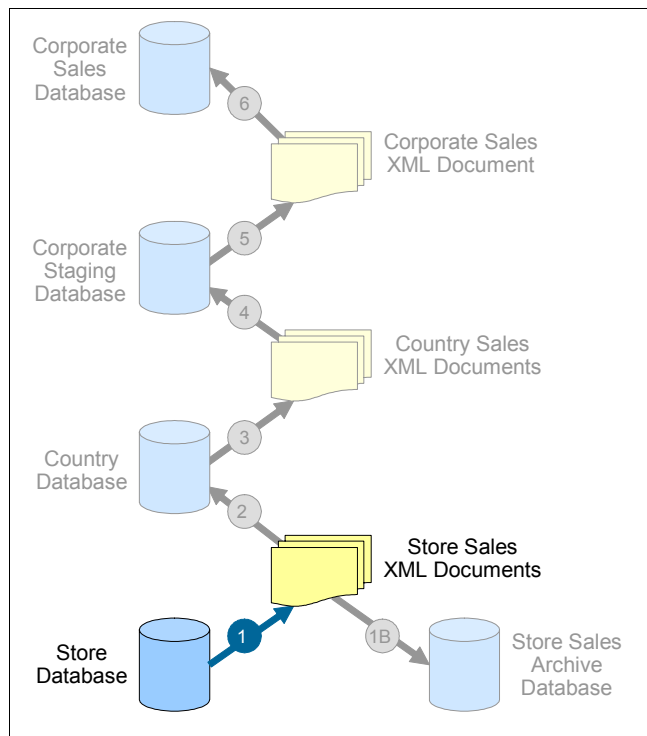 Corporate
Sales
Database
6
Corporate Sales
XML Document
5
Corporate
Staging
Database
4
Country Sales
XML Documents
3
Country
Database
2
Store Sales
XML Documents
1
1B
Store
Database
Store Sales
Archive
Database